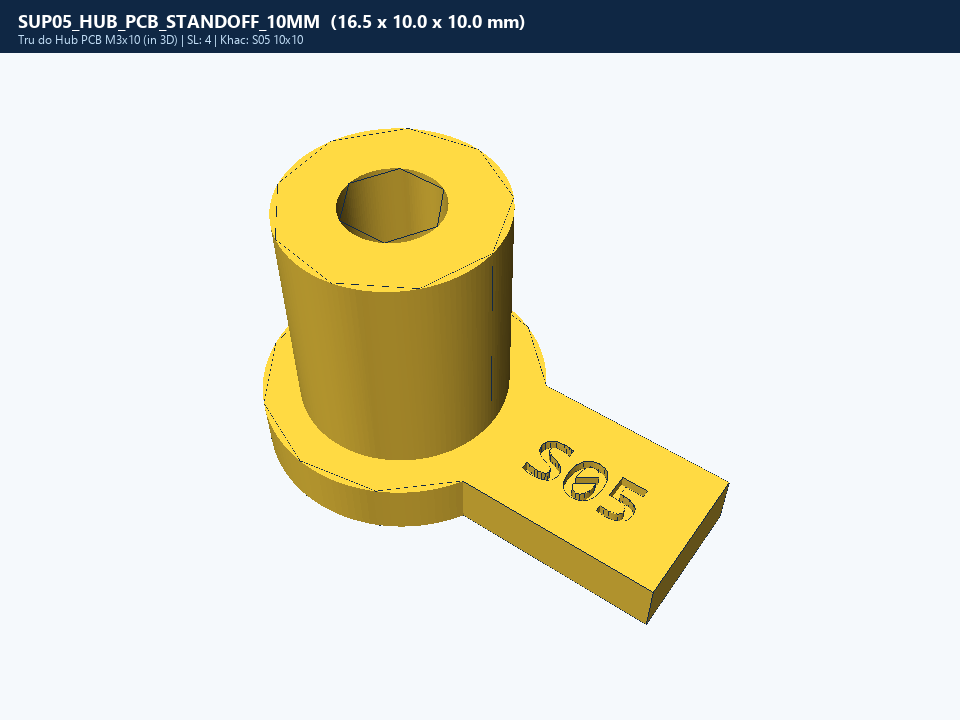 SUP05_HUB_PCB_STANDOFF_10MM (16.5 x 10.0 x 10.0 mm)
Tru do Hub PCB M3x10 (in 3D) | SL: 4 | Khac: S05 10x10
S05